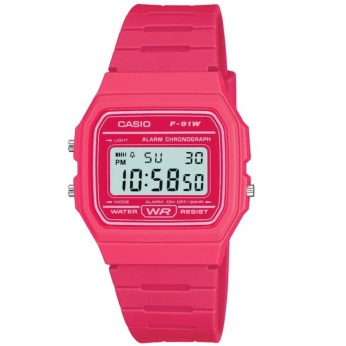 CASIO F-91W
LIGHT ALARM CHRONOGRAPH
PM SU 30
10:58 50
MODE ALARM ON·OFF/24HR
WATER WR RESIST